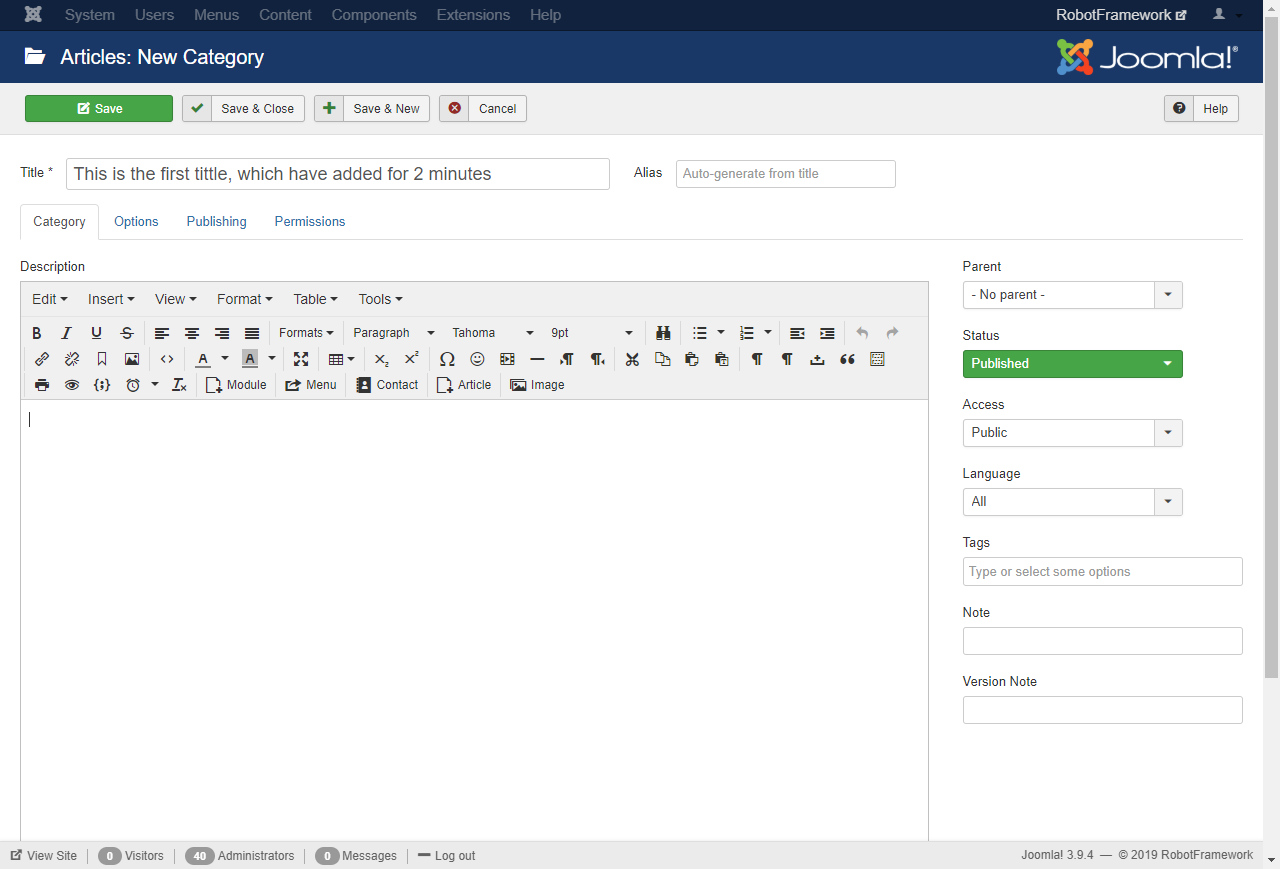 System Users Menus Content Components Extensions Help RobotFramework
Articles: New Category Joomla!®
Save Save & Close Save & New Cancel Help
Title * This is the first tittle, which have added for 2 minutes Alias Auto-generate from title
Category Options Publishing Permissions
Description
Edit Insert View Format Table Tools
B I U S Formats Paragraph Tahoma 9pt
A A X₂ X² Ω
Module Menu Contact Article Image
Parent
- No parent -
Status
Published
Access
Public
Language
All
Tags
Type or select some options
Note
Version Note
View Site 0 Visitors 40 Administrators 0 Messages Log out Joomla! 3.9.4 — © 2019 RobotFramework